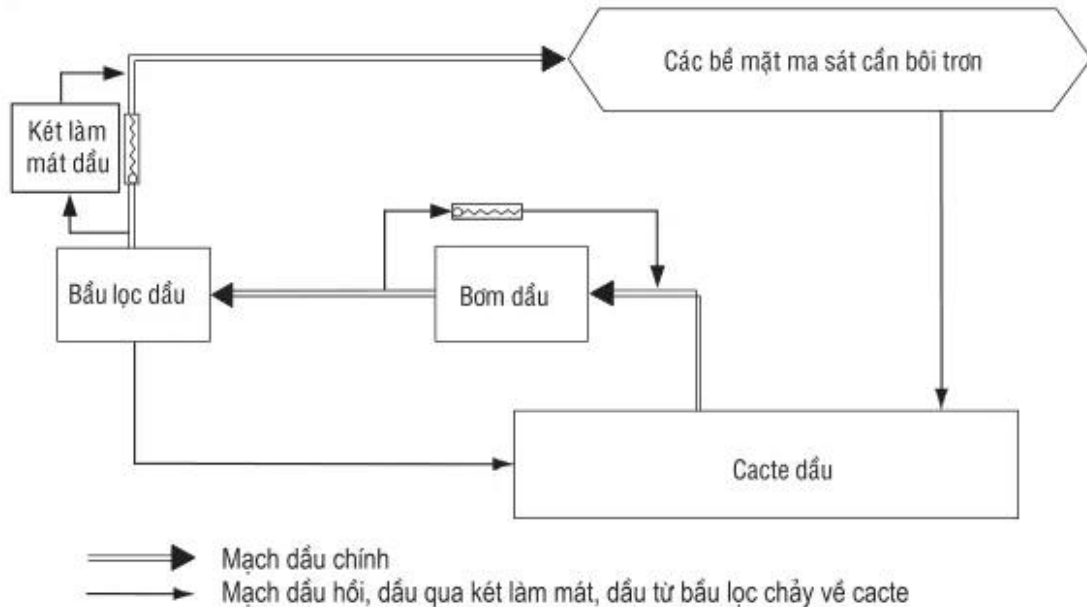 Các bề mặt ma sát cần bôi trơn
Két làm
mát dầu
Bầu lọc dầu
Bơm dầu
Cacte dầu
Mạch dầu chính
Mạch dầu hồi, dầu qua két làm mát, dầu từ bầu lọc chảy về cacte